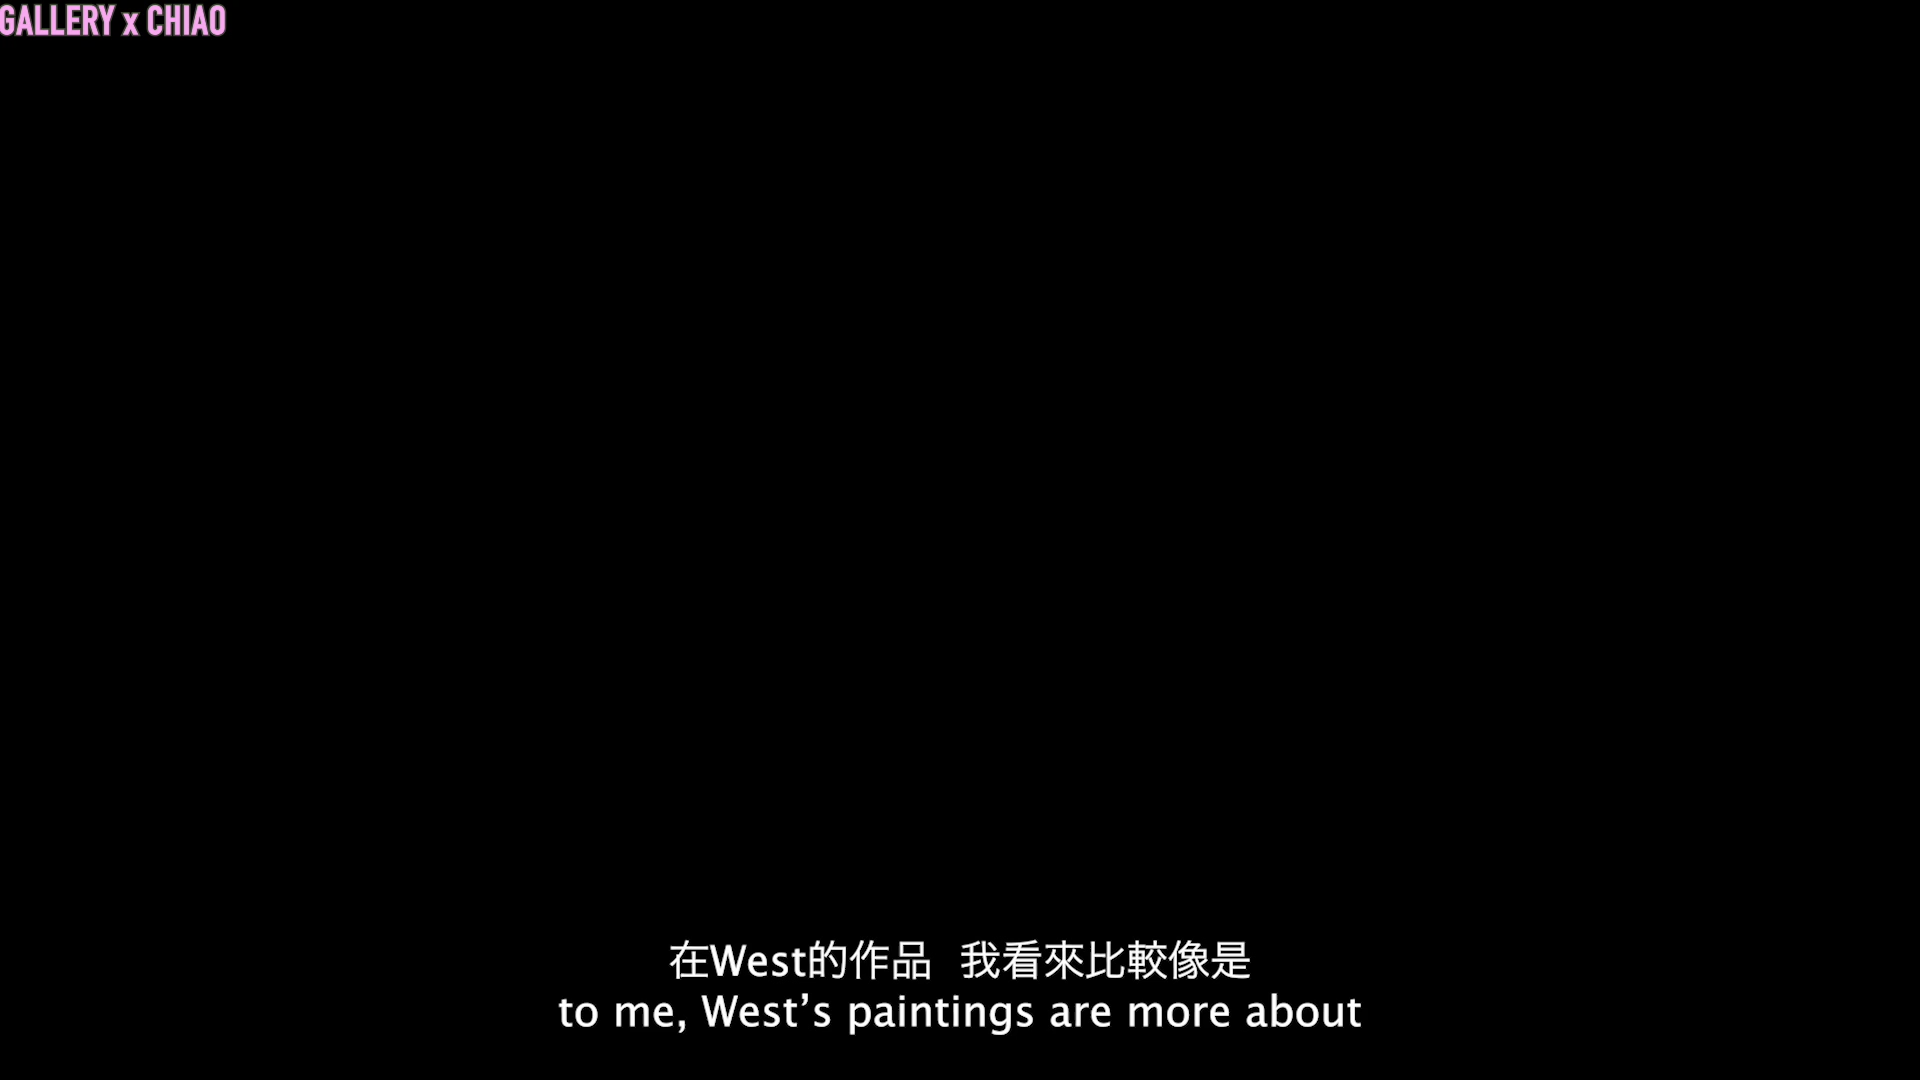 GALLERY x CHIAO
在West的作品 我看來比較像是
to me, West’s paintings are more about